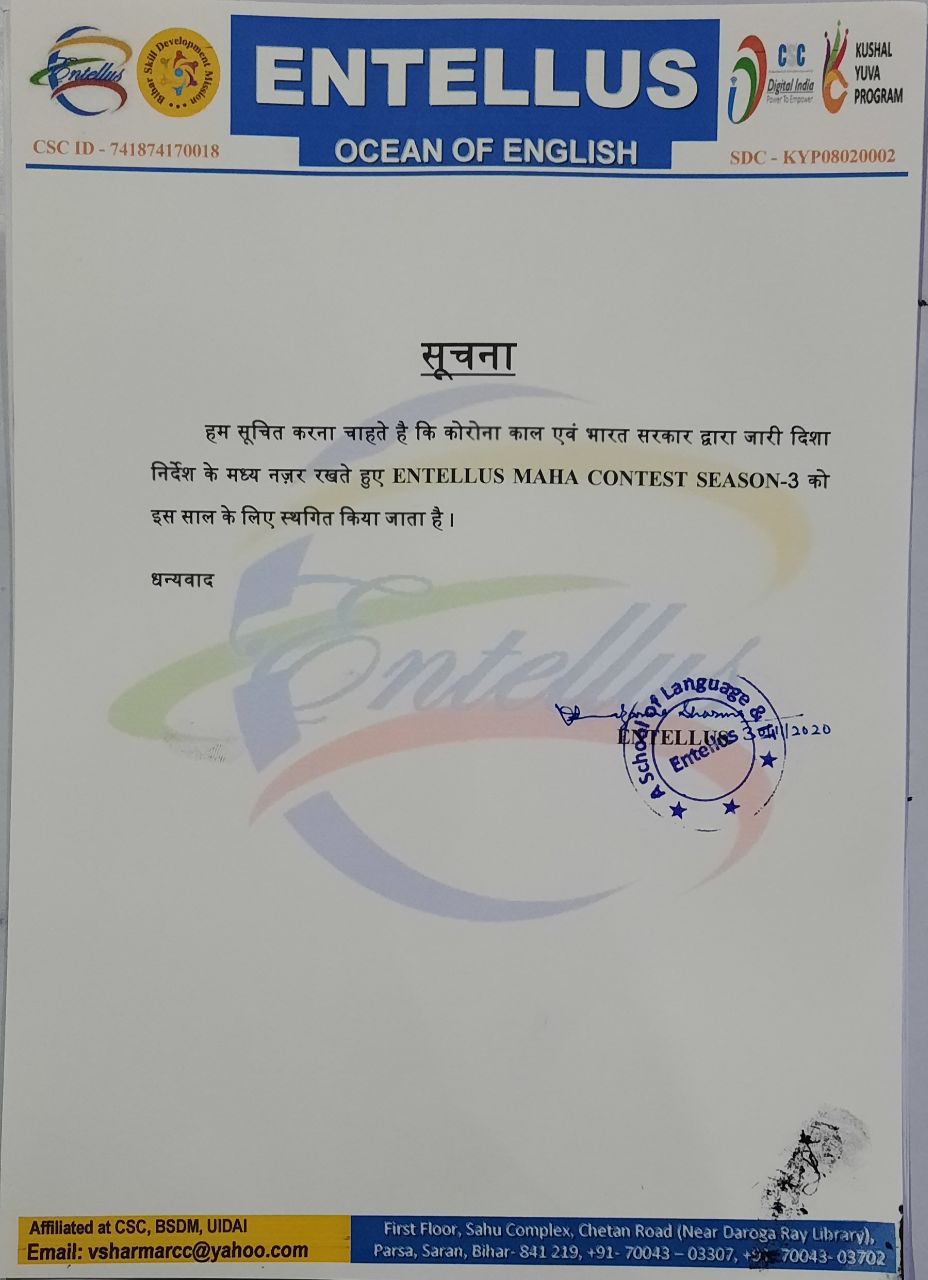 Entellus
Bihar Skill Development Mission
ENTELLUS
OCEAN OF ENGLISH
CSC
Digital India
Power To Empower
KUSHAL
YUVA
PROGRAM
CSC ID - 741874170018
SDC - KYP08020002
सूचना
हम सूचित करना चाहते है कि कोरोना काल एवं भारत सरकार द्वारा जारी दिशा
निर्देश के मध्य नज़र रखते हुए ENTELLUS MAHA CONTEST SEASON-3 को
इस साल के लिए स्थगित किया जाता है ।
धन्यवाद
Entellus
Sharma
ENTELLUS
A School of Language &
Entellus
Affiliated at CSC, BSDM, UIDAI
Email: vsharmarcc@yahoo.com
First Floor, Sahu Complex, Chetan Road (Near Daroga Ray Library),
Parsa, Saran, Bihar- 841 219, +91- 70043 – 03307, +91- 70043- 03702